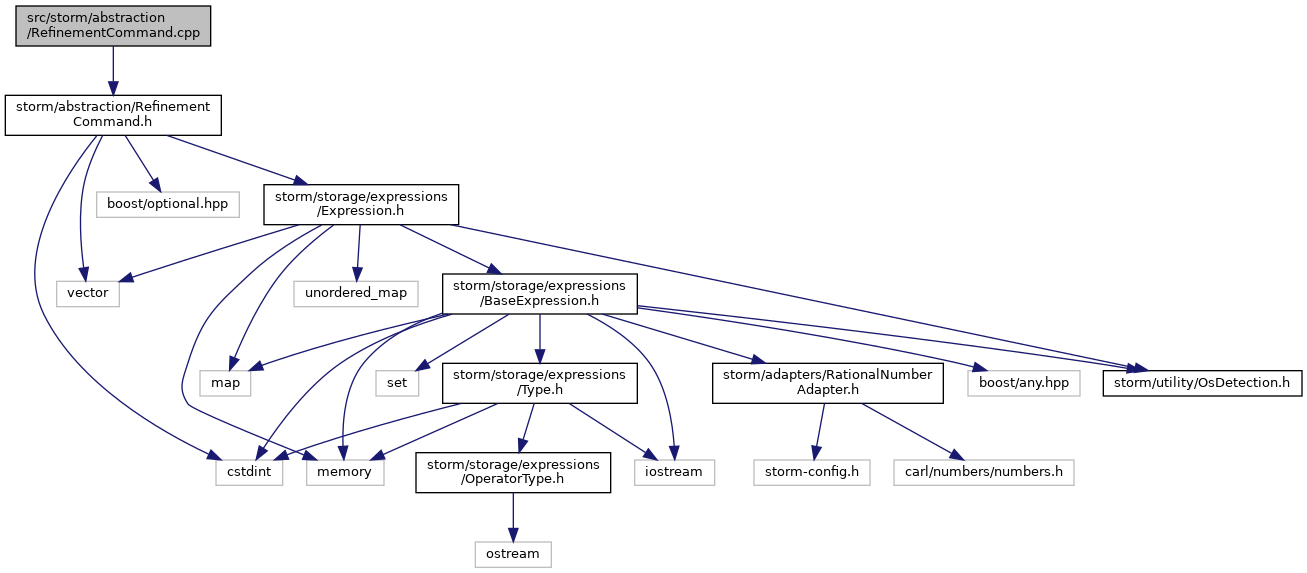 src/storm/abstraction
/RefinementCommand.cpp
storm/abstraction/Refinement
Command.h
boost/optional.hpp
storm/storage/expressions
/Expression.h
vector
unordered_map
storm/storage/expressions
/BaseExpression.h
map
set
storm/storage/expressions
/Type.h
storm/adapters/RationalNumber
Adapter.h
boost/any.hpp
storm/utility/OsDetection.h
cstdint
memory
storm/storage/expressions
/OperatorType.h
iostream
storm-config.h
carl/numbers/numbers.h
ostream